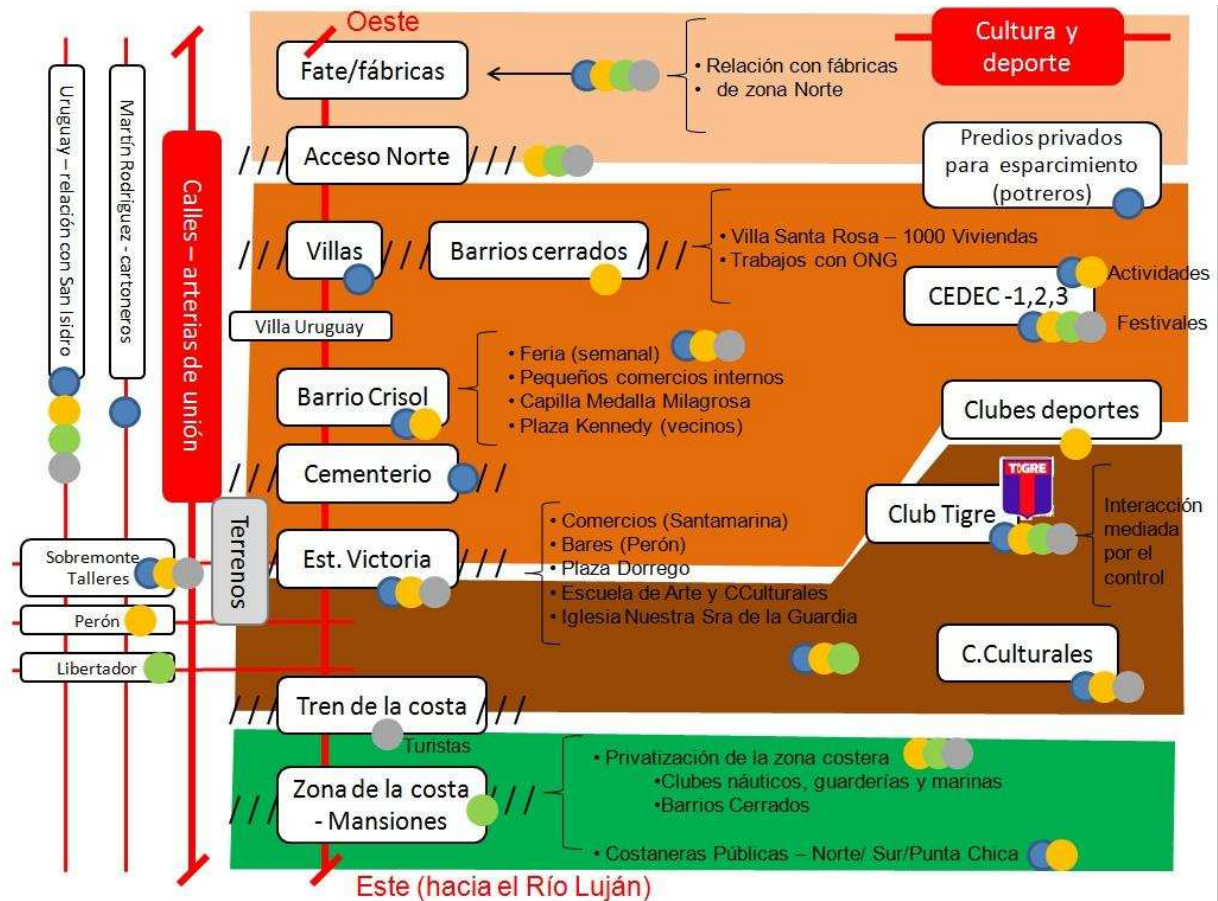 Oeste
Cultura y
deporte
Fate/fábricas
• Relación con fábricas
• de zona Norte
Uruguay – relación con San Isidro
Martín Rodriguez - cartoneros
Calles – arterias de unión
Acceso Norte
Predios privados
para esparcimiento
(potreros)
Villas
Barrios cerrados
• Villa Santa Rosa – 1000 Viviendas
• Trabajos con ONG
Actividades
CEDEC -1,2,3
Festivales
Villa Uruguay
Barrio Crisol
• Feria (semanal)
• Pequeños comercios internos
• Capilla Medalla Milagrosa
• Plaza Kennedy (vecinos)
Clubes deportes
Cementerio
TIGRE
Club Tigre
Interacción
mediada
por el
control
Terrenos
Est. Victoria
• Comercios (Santamarina)
• Bares (Perón)
• Plaza Dorrego
• Escuela de Arte y CCulturales
• Iglesia Nuestra Sra de la Guardia
Sobremonte
Talleres
Perón
Libertador
C.Culturales
Tren de la costa
Turistas
Zona de la costa
- Mansiones
• Privatización de la zona costera
•Clubes náuticos, guarderías y marinas
•Barrios Cerrados
• Costaneras Públicas – Norte/ Sur/Punta Chica
Este (hacia el Río Luján)